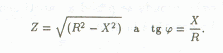 Z = √((R² − X²)) a tg φ = X/R.